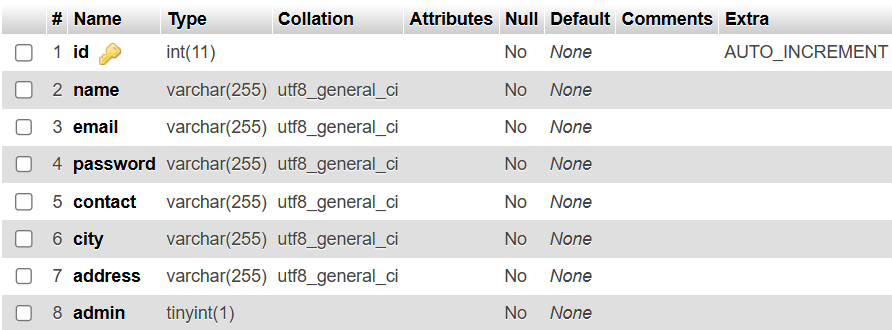 # Name Type Collation Attributes Null Default Comments Extra
1 id int(11) No None AUTO_INCREMENT
2 name varchar(255) utf8_general_ci No None
3 email varchar(255) utf8_general_ci No None
4 password varchar(255) utf8_general_ci No None
5 contact varchar(255) utf8_general_ci No None
6 city varchar(255) utf8_general_ci No None
7 address varchar(255) utf8_general_ci No None
8 admin tinyint(1) No None